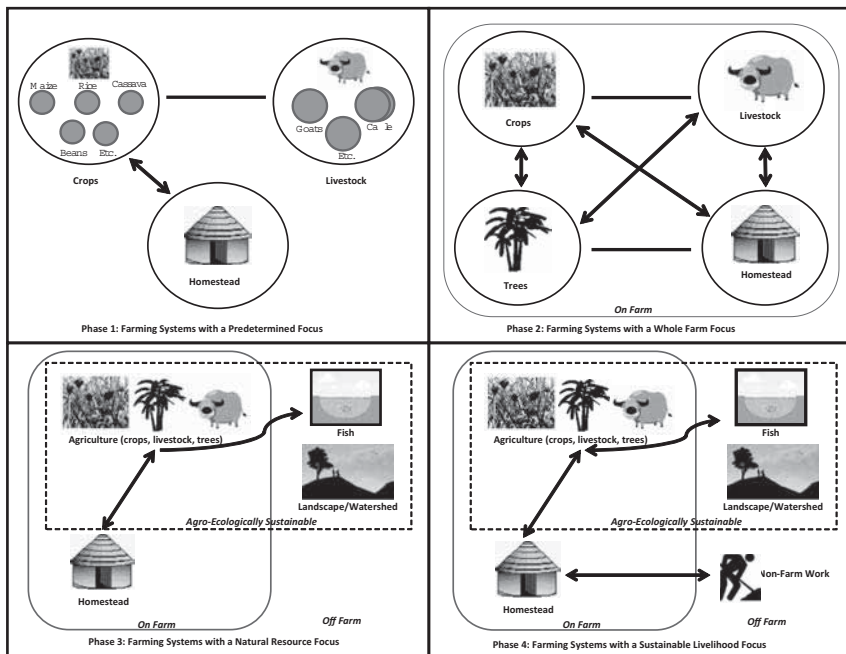 Maize Rice Cassava
Beans Etc.
Crops
Goats Ca le
Etc.
Livestock
Homestead
Phase 1: Farming Systems with a Predetermined Focus
Crops
Livestock
Trees
Homestead
On Farm
Phase 2: Farming Systems with a Whole Farm Focus
Agriculture (crops, livestock, trees)
Fish
Landscape/Watershed
Agro-Ecologically Sustainable
Homestead
On Farm
Off Farm
Phase 3: Farming Systems with a Natural Resource Focus
Agriculture (crops, livestock, trees)
Fish
Landscape/Watershed
Agro-Ecologically Sustainable
Homestead
Non-Farm Work
On Farm
Off Farm
Phase 4: Farming Systems with a Sustainable Livelihood Focus